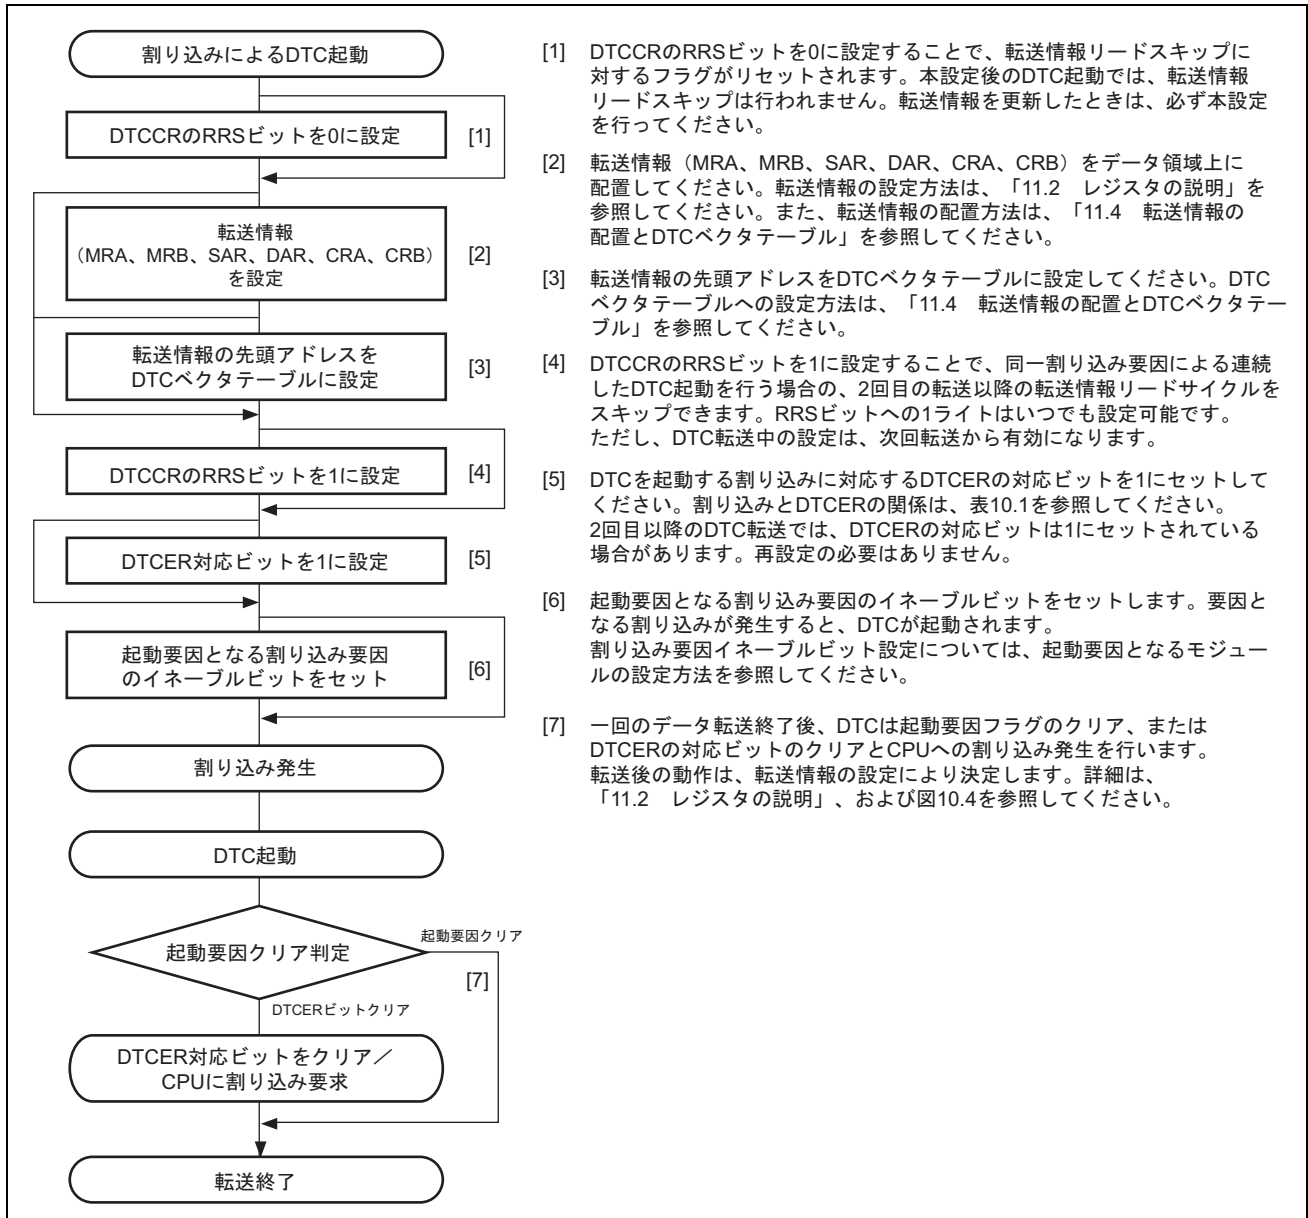 割り込みによるDTC起動
DTCCRのRRSビットを0に設定
[1]
転送情報
（MRA、MRB、SAR、DAR、CRA、CRB）
を設定
[2]
転送情報の先頭アドレスを
DTCベクタテーブルに設定
[3]
DTCCRのRRSビットを1に設定
[4]
DTCER対応ビットを1に設定
[5]
起動要因となる割り込み要因
のイネーブルビットをセット
[6]
割り込み発生
DTC起動
起動要因クリア判定
起動要因クリア
[7]
DTCERビットクリア
DTCER対応ビットをクリア／
CPUに割り込み要求
転送終了
[1] DTCCRのRRSビットを0に設定することで、転送情報リードスキップに
対するフラグがリセットされます。本設定後のDTC起動では、転送情報
リードスキップは行われません。転送情報を更新したときは、必ず本設定
を行ってください。
[2] 転送情報（MRA、MRB、SAR、DAR、CRA、CRB）をデータ領域上に
配置してください。転送情報の設定方法は、「11.2　レジスタの説明」を
参照してください。また、転送情報の配置方法は、「11.4　転送情報の
配置とDTCベクタテーブル」を参照してください。
[3] 転送情報の先頭アドレスをDTCベクタテーブルに設定してください。DTC
ベクタテーブルへの設定方法は、「11.4　転送情報の配置とDTCベクタテー
ブル」を参照してください。
[4] DTCCRのRRSビットを1に設定することで、同一割り込み要因による連続
したDTC起動を行う場合の、2回目の転送以降の転送情報リードサイクルを
スキップできます。RRSビットへの1ライトはいつでも設定可能です。
ただし、DTC転送中の設定は、次回転送から有効になります。
[5] DTCを起動する割り込みに対応するDTCERの対応ビットを1にセットして
ください。割り込みとDTCERの関係は、表10.1を参照してください。
2回目以降のDTC転送では、DTCERの対応ビットは1にセットされている
場合があります。再設定の必要はありません。
[6] 起動要因となる割り込み要因のイネーブルビットをセットします。要因と
なる割り込みが発生すると、DTCが起動されます。
割り込み要因イネーブルビット設定については、起動要因となるモジュー
ルの設定方法を参照してください。
[7] 一回のデータ転送終了後、DTCは起動要因フラグのクリア、または
DTCERの対応ビットのクリアとCPUへの割り込み発生を行います。
転送後の動作は、転送情報の設定により決定します。詳細は、
「11.2　レジスタの説明」、および図10.4を参照してください。